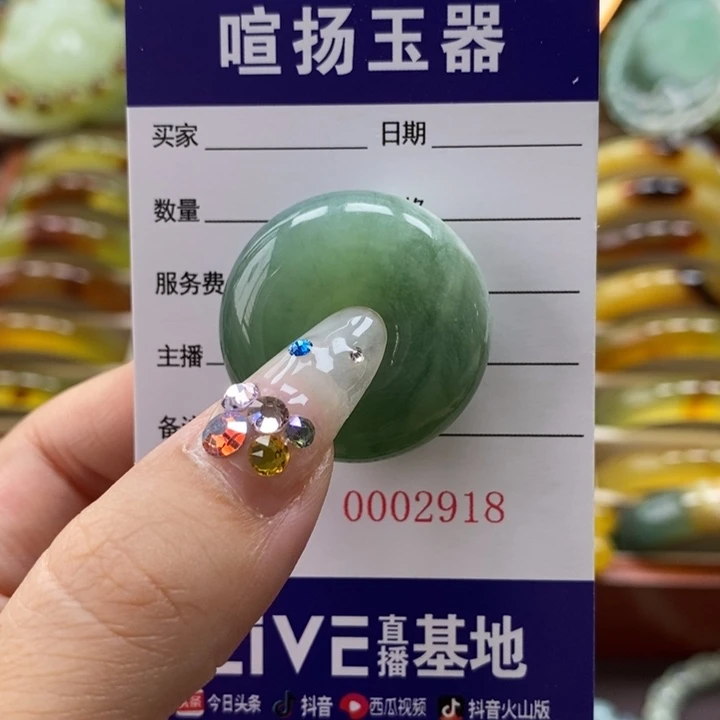 喧扬玉器
买家 日期
数量
服务费
主播
0002918
LiVE直播基地
今日头条 抖音 西瓜视频 抖音火山版